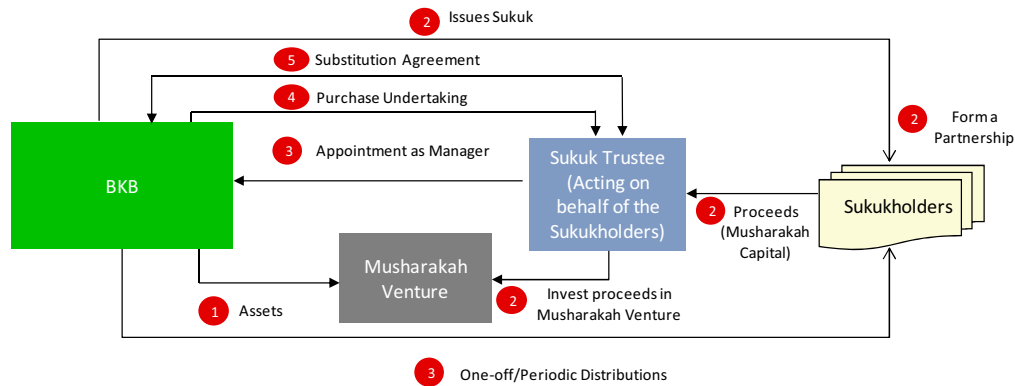 2 Issues Sukuk
5 Substitution Agreement
4 Purchase Undertaking
2 Form a
Partnership
3 Appointment as Manager
BKB
Sukuk Trustee
(Acting on
behalf of the
Sukukholders)
Sukukholders
2 Proceeds
(Musharakah
Capital)
Musharakah
Venture
1 Assets
2 Invest proceeds in
Musharakah Venture
3 One-off/Periodic Distributions